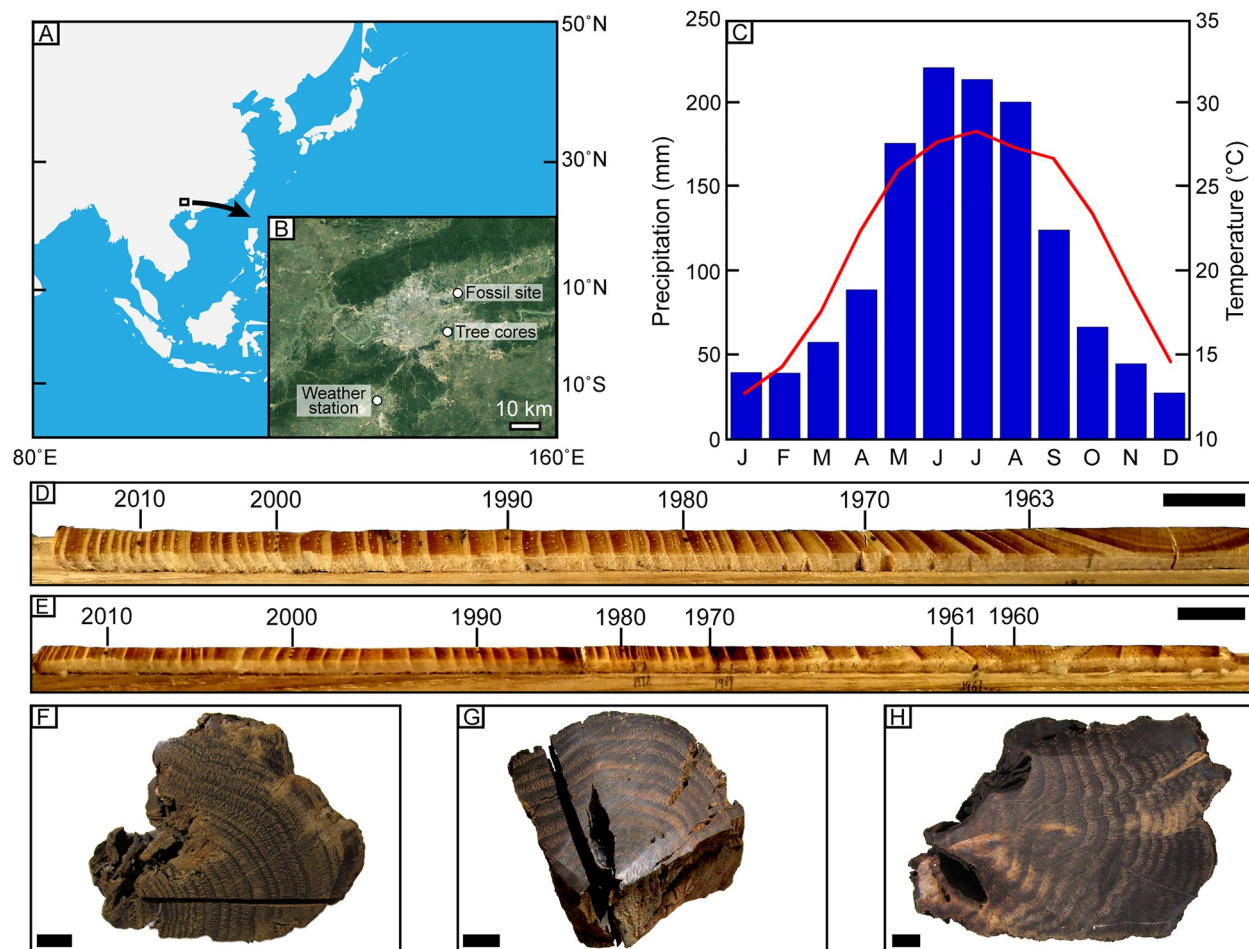 A
50°N
30°N
10°N
10°S
80°E
160°E
B
Fossil site
Tree cores
Weather
station
10 km
C
250
200
150
100
50
0
Precipitation (mm)
35
30
25
20
15
10
Temperature (°C)
J F M A M J J A S O N D
D
2010 2000 1990 1980 1970 1963
E
2010 2000 1990 1980 1970 1961 1960
F
G
H